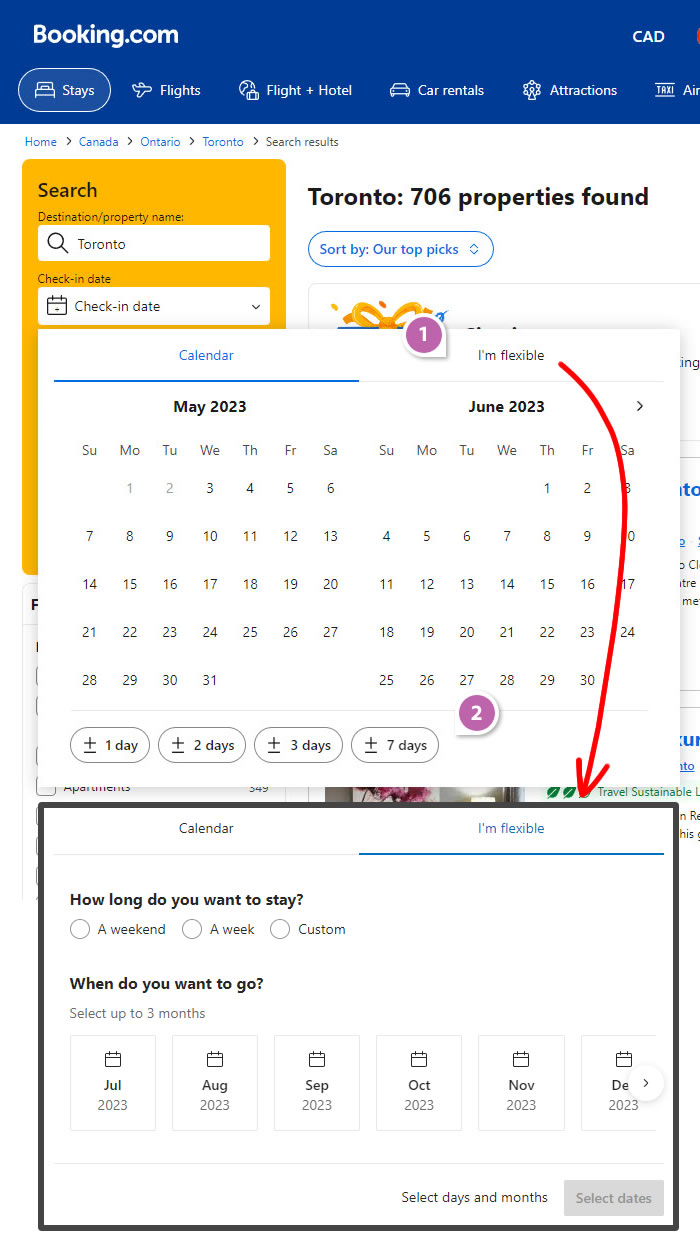 Booking.com
CAD
Stays Flights Flight + Hotel Car rentals Attractions TAXI
Home > Canada > Ontario > Toronto > Search results
Search
Destination/property name:
Toronto
Check-in date
Check-in date
Toronto: 706 properties found
Sort by: Our top picks
1
Calendar I'm flexible
May 2023 June 2023
Su Mo Tu We Th Fr Sa Su Mo Tu We Th Fr Sa
1 2 3 4 5 6 1 2 3
7 8 9 10 11 12 13 4 5 6 7 8 9 10
14 15 16 17 18 19 20 11 12 13 14 15 16 17
21 22 23 24 25 26 27 18 19 20 21 22 23 24
28 29 30 31 25 26 27 28 29 30
2
± 1 day ± 2 days ± 3 days ± 7 days
Apartments 349
Travel Sustainable
Calendar I'm flexible
How long do you want to stay?
A weekend A week Custom
When do you want to go?
Select up to 3 months
Jul Aug Sep Oct Nov De
2023 2023 2023 2023 2023 2023
Select days and months Select dates